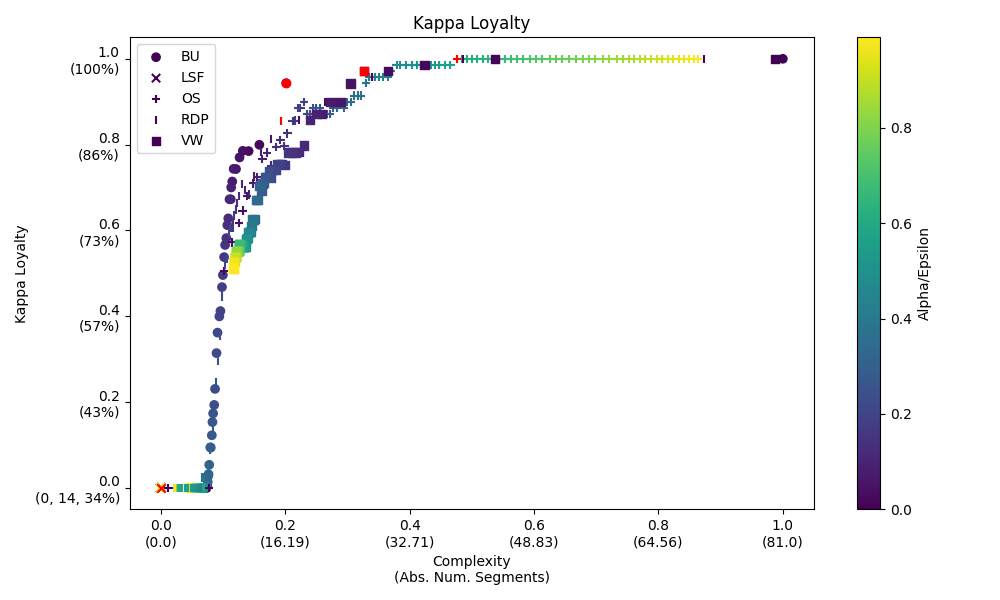 Kappa Loyalty
BU
LSF
OS
RDP
VW
Kappa Loyalty
1.0
(100%)
0.8
(86%)
0.6
(73%)
0.4
(57%)
0.2
(43%)
0.0
(0, 14, 34%)
0.0
(0.0)
0.2
(16.19)
0.4
(32.71)
0.6
(48.83)
0.8
(64.56)
1.0
(81.0)
Complexity
(Abs. Num. Segments)
0.8
0.6
0.4
0.2
0.0
Alpha/Epsilon